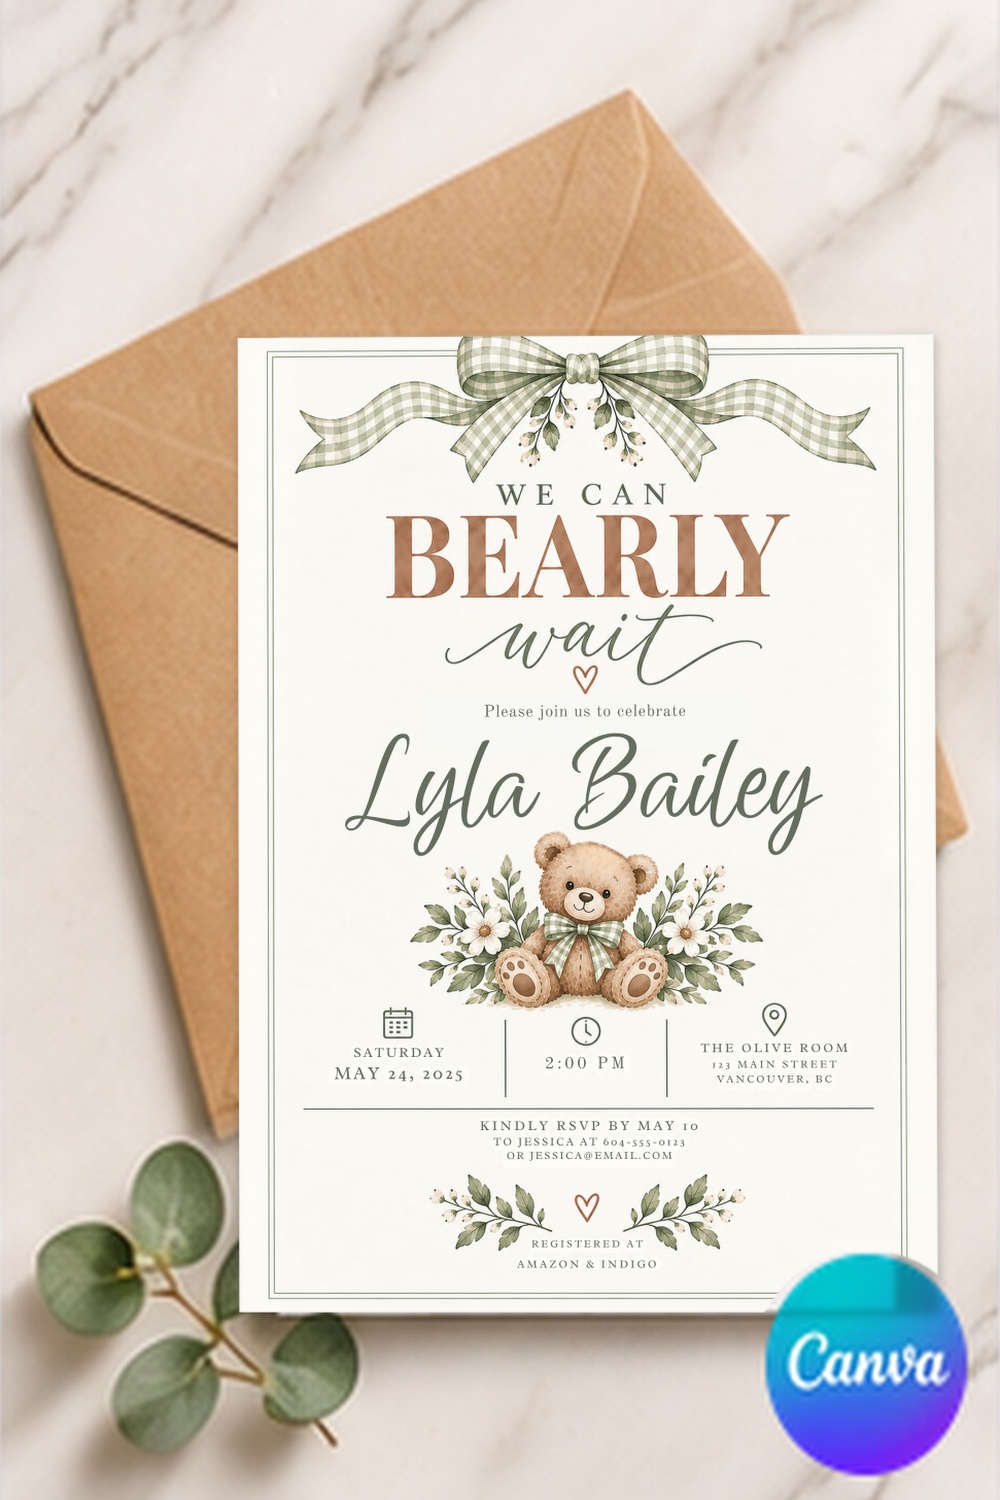 WE CAN
BEARLY
wait
Please join us to celebrate
Lyla Bailey
SATURDAY
MAY 24, 2025
2:00 PM
THE OLIVE ROOM
123 MAIN STREET
VANCOUVER, BC
KINDLY RSVP BY MAY 10
TO JESSICA AT 604-555-0123
OR JESSICA@EMAIL.COM
REGISTERED AT
AMAZON & INDIGO
Canva